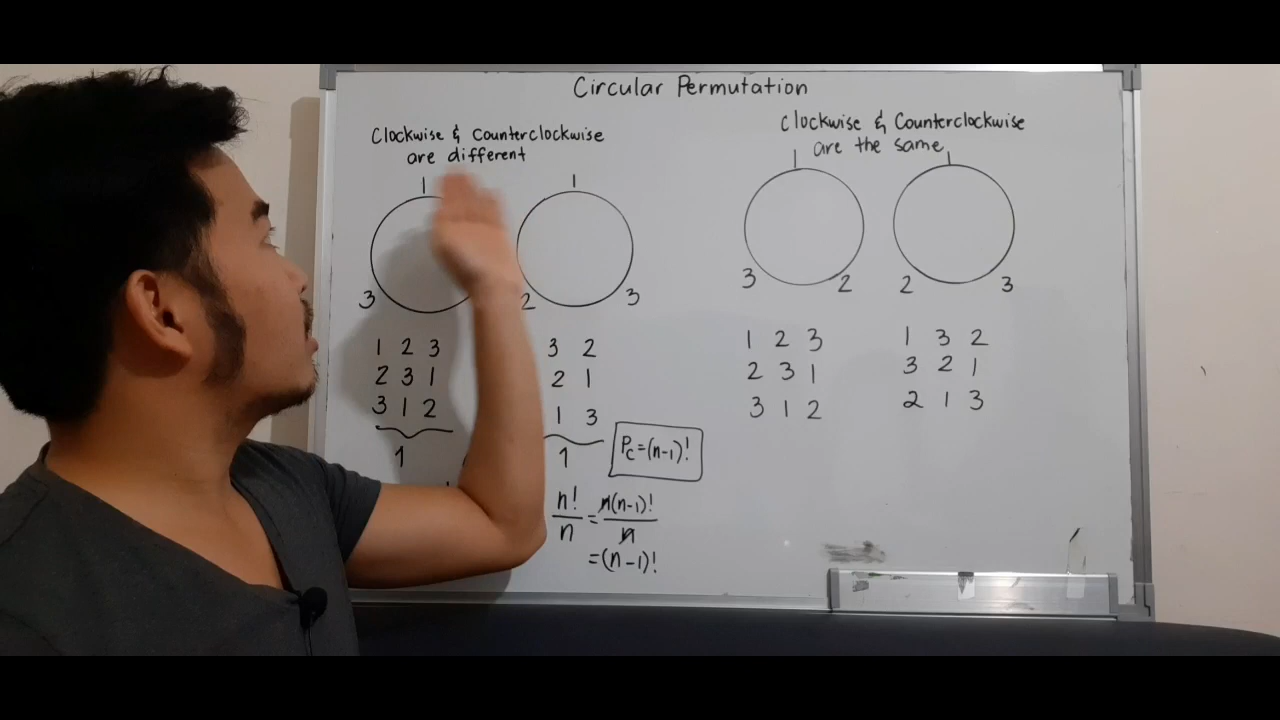 Circular Permutation
Clockwise & Counterclockwise
are different
1
1
3
2
3
1 2 3
2 3 1
3 1 2
1
3 2
2 1
1 3
1
Pc=(n-1)!
n!/n = n(n-1)!/n
=(n-1)!
Clockwise & Counterclockwise
are the same
1
1
3
2
2
3
1 2 3
2 3 1
3 1 2
1 3 2
3 2 1
2 1 3